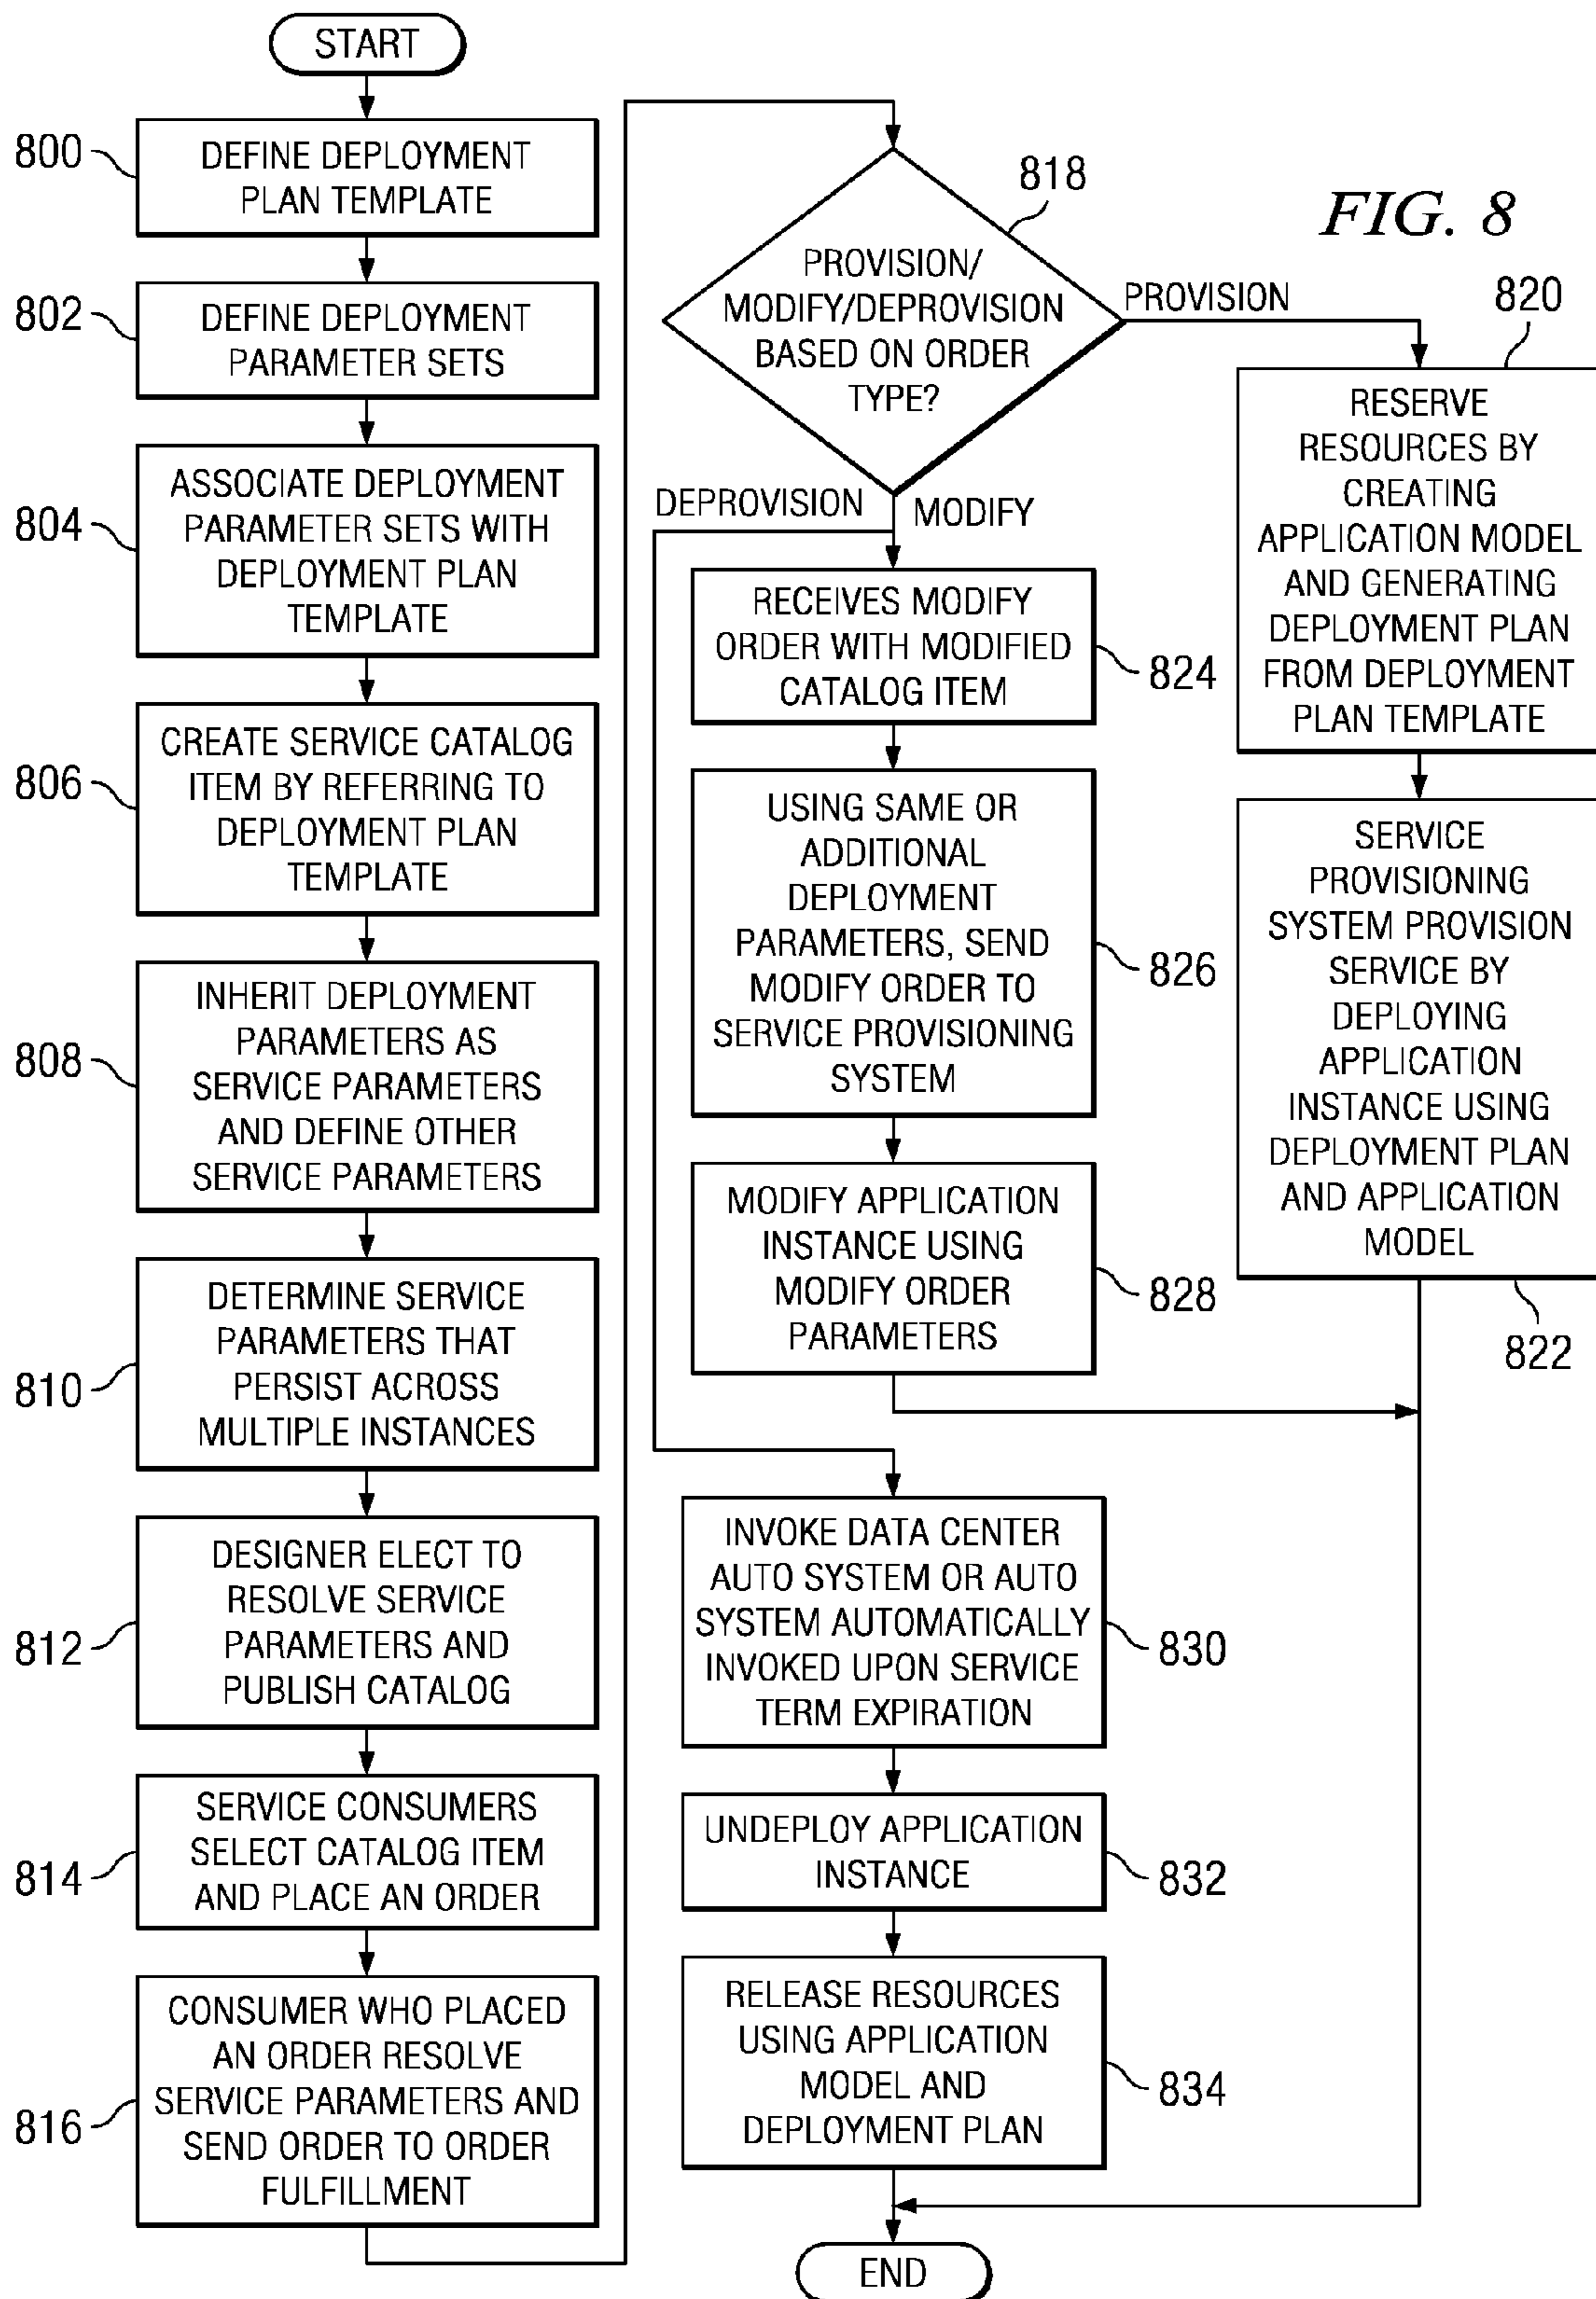 START
800
DEFINE DEPLOYMENT
PLAN TEMPLATE
802
DEFINE DEPLOYMENT
PARAMETER SETS
804
ASSOCIATE DEPLOYMENT
PARAMETER SETS WITH
DEPLOYMENT PLAN
TEMPLATE
806
CREATE SERVICE CATALOG
ITEM BY REFERRING TO
DEPLOYMENT PLAN
TEMPLATE
808
INHERIT DEPLOYMENT
PARAMETERS AS
SERVICE PARAMETERS
AND DEFINE OTHER
SERVICE PARAMETERS
810
DETERMINE SERVICE
PARAMETERS THAT
PERSIST ACROSS
MULTIPLE INSTANCES
812
DESIGNER ELECT TO
RESOLVE SERVICE
PARAMETERS AND
PUBLISH CATALOG
814
SERVICE CONSUMERS
SELECT CATALOG ITEM
AND PLACE AN ORDER
816
CONSUMER WHO PLACED
AN ORDER RESOLVE
SERVICE PARAMETERS AND
SEND ORDER TO ORDER
FULFILLMENT
818
PROVISION/
MODIFY/DEPROVISION
BASED ON ORDER
TYPE?
DEPROVISION
MODIFY
RECEIVES MODIFY
ORDER WITH MODIFIED
CATALOG ITEM
824
USING SAME OR
ADDITIONAL
DEPLOYMENT
PARAMETERS, SEND
MODIFY ORDER TO
SERVICE PROVISIONING
SYSTEM
826
MODIFY APPLICATION
INSTANCE USING
MODIFY ORDER
PARAMETERS
828
INVOKE DATA CENTER
AUTO SYSTEM OR AUTO
SYSTEM AUTOMATICALLY
INVOKED UPON SERVICE
TERM EXPIRATION
830
UNDEPLOY APPLICATION
INSTANCE
832
RELEASE RESOURCES
USING APPLICATION
MODEL AND
DEPLOYMENT PLAN
834
END
FIG. 8
PROVISION
820
RESERVE
RESOURCES BY
CREATING
APPLICATION MODEL
AND GENERATING
DEPLOYMENT PLAN
FROM DEPLOYMENT
PLAN TEMPLATE
SERVICE
PROVISIONING
SYSTEM PROVISION
SERVICE BY
DEPLOYING
APPLICATION
INSTANCE USING
DEPLOYMENT PLAN
AND APPLICATION
MODEL
822